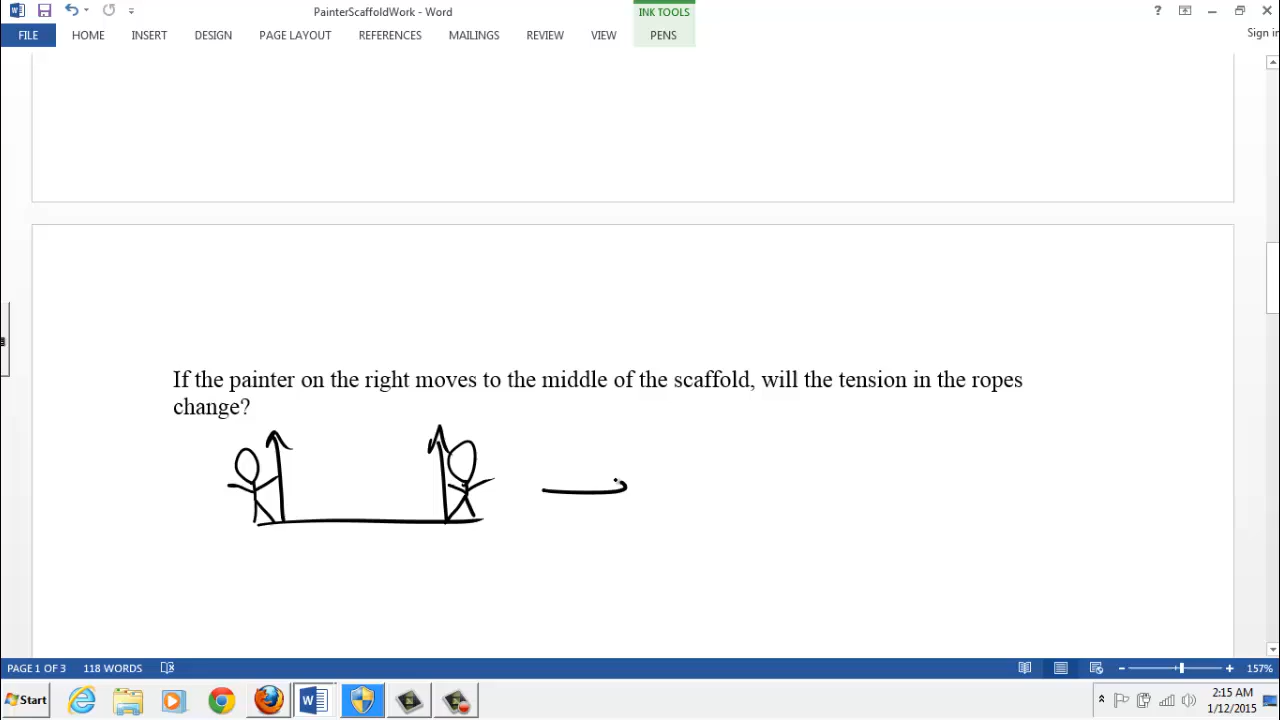 PainterScaffoldWork - Word
INK TOOLS
?
FILE HOME INSERT DESIGN PAGE LAYOUT REFERENCES MAILINGS REVIEW VIEW PENS
Sign in
If the painter on the right moves to the middle of the scaffold, will the tension in the ropes
change?
PAGE 1 OF 3 118 WORDS
157%
Start
2:15 AM
1/12/2015